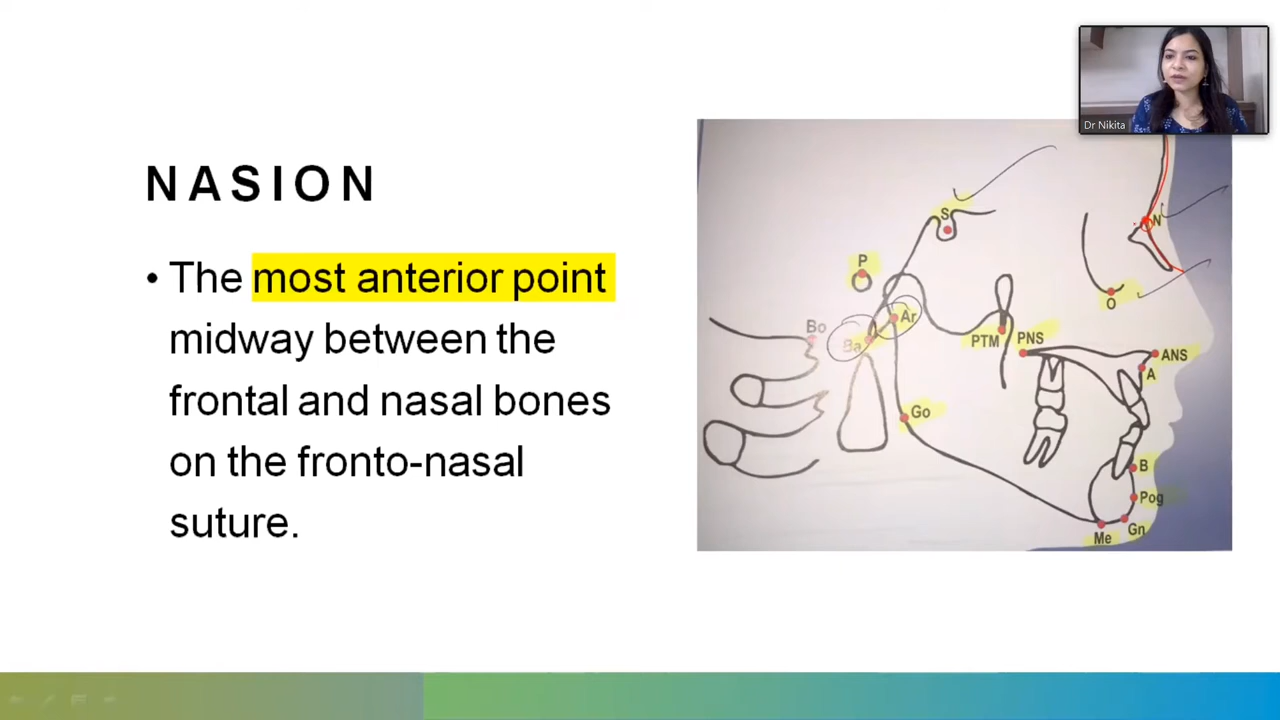 NASION
• The most anterior point
midway between the
frontal and nasal bones
on the fronto-nasal
suture.
Dr Nikita
S
N
P
O
Ar
Bo
Ba
PTM
PNS
ANS
A
Go
B
Pog
Gn
Me